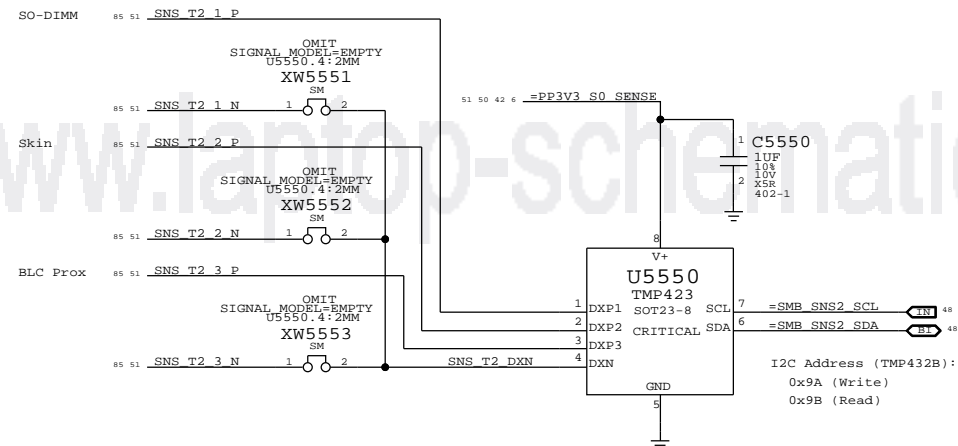 SO-DIMM 85 51 SNS_T2_1_P
OMIT
SIGNAL_MODEL=EMPTY
U5550.4:2MM
XW5551
SM
85 51 SNS_T2_1_N 1 2
51 50 42 6 =PP3V3_S0_SENSE
Skin 85 51 SNS_T2_2_P
1 C5550
1UF
10%
10V
2 X5R
402-1
OMIT
SIGNAL_MODEL=EMPTY
U5550.4:2MM
XW5552
SM
85 51 SNS_T2_2_N 1 2
8
V+
BLC Prox 85 51 SNS_T2_3_P
U5550
TMP423
SOT23-8
CRITICAL
1 DXP1
2 DXP2
3 DXP3
4 DXN
SCL 7 =SMB_SNS2_SCL IN 48
SDA 6 =SMB_SNS2_SDA BI 48
OMIT
SIGNAL_MODEL=EMPTY
U5550.4:2MM
XW5553
SM
85 51 SNS_T2_3_N 1 2 SNS_T2_DXN
GND
5
I2C Address (TMP432B):
0x9A (Write)
0x9B (Read)
www.laptop-schemati